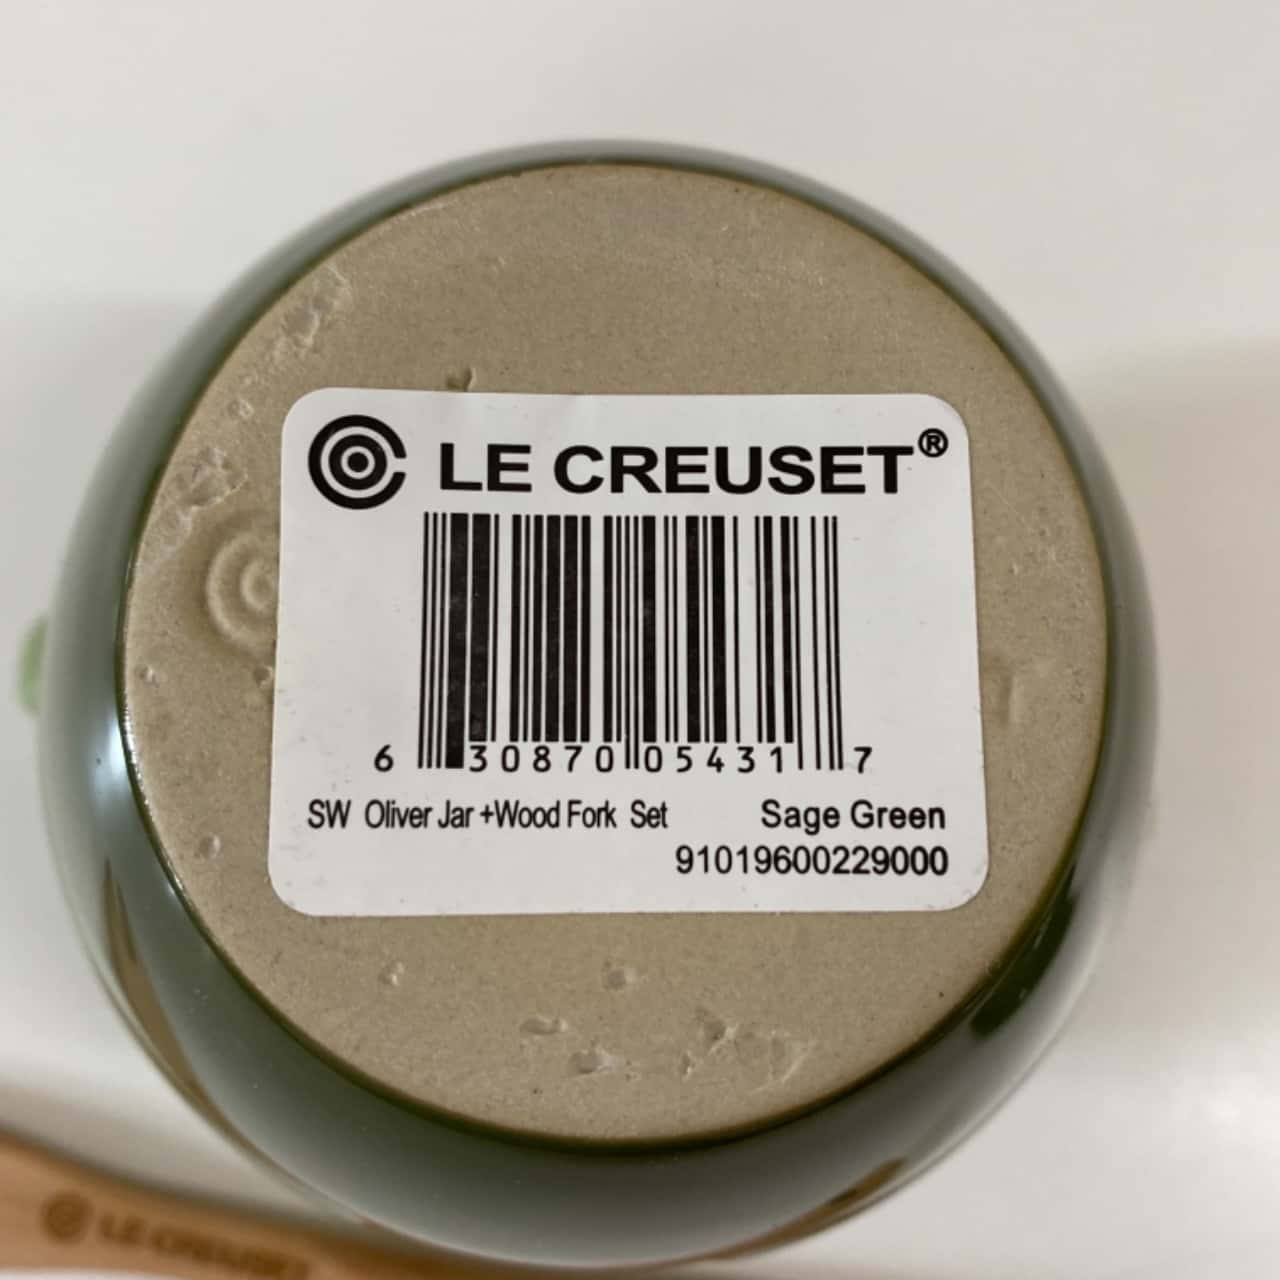 LE CREUSET®
6 30870 05431 7
SW Oliver Jar +Wood Fork Set Sage Green
91019600229000
LE CREUSET